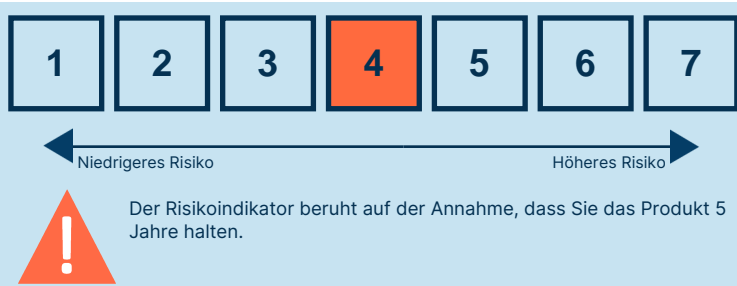 1 2 3 4 5 6 7
Niedrigeres Risiko Höheres Risiko
Der Risikoindikator beruht auf der Annahme, dass Sie das Produkt 5
Jahre halten.
!